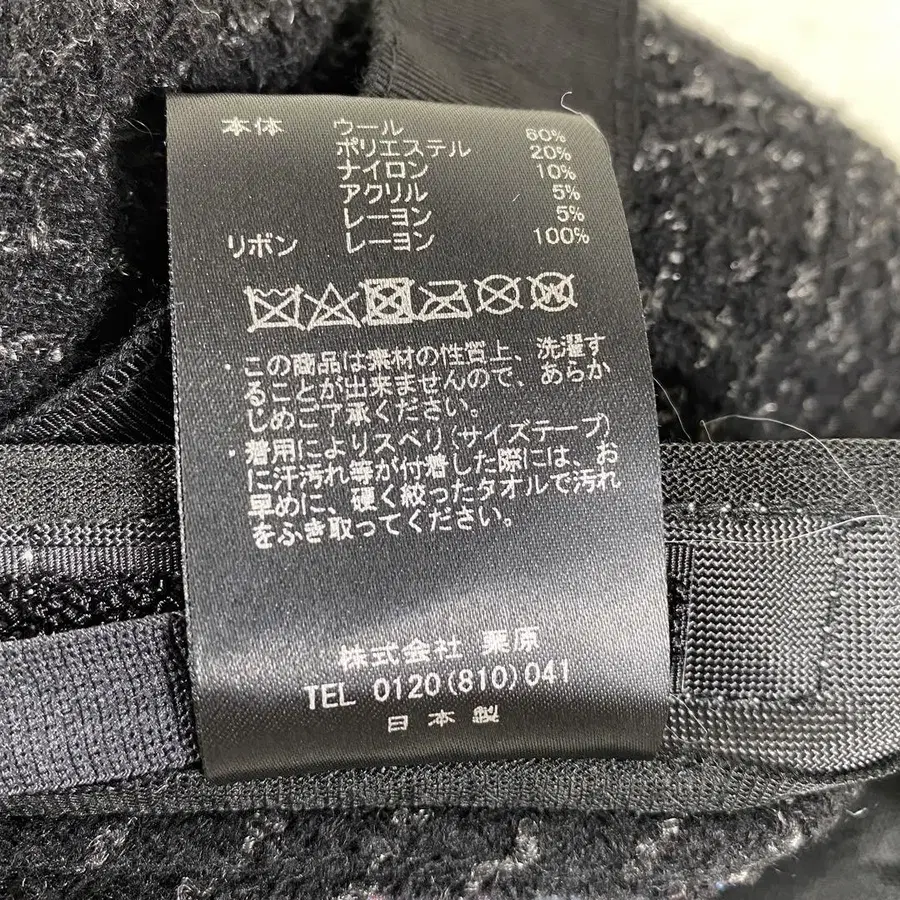 本体 ウール 60%
ポリエステル 20%
ナイロン 10%
アクリル 5%
レーヨン 5%
リボン レーヨン 100%
・この商品は素材の性質上、洗濯す
ることが出来ませんので、あらか
じめご了承ください。
・着用によりスベリ(サイズテープ)
に汗汚れ等が付着した際には、お
早めに、硬く絞ったタオルで汚れ
をふき取ってください。
株式会社 栗原
TEL 0120(810)041
日本製